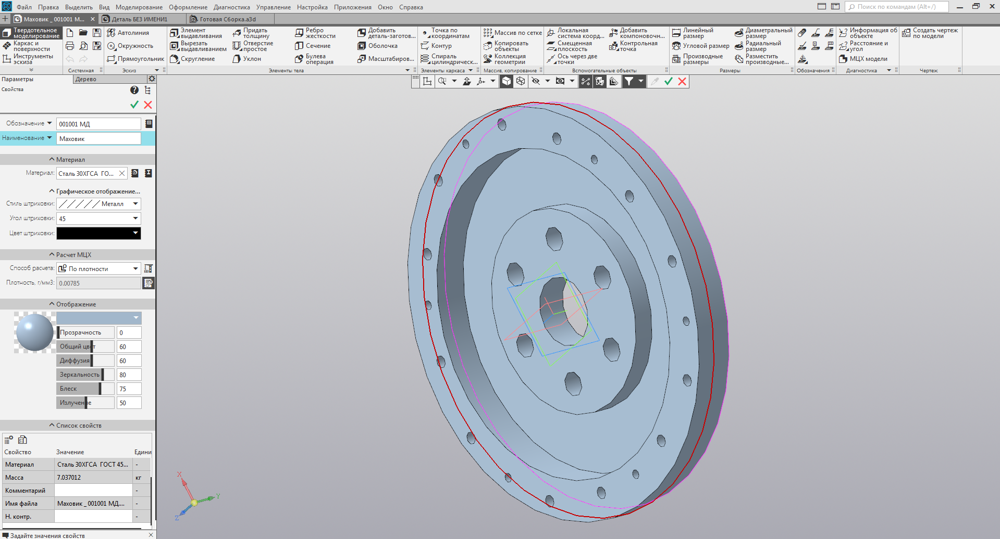 Файл Правка Выделить Вид Моделирование Оформление Диагностика Управление Настройка Приложения Окно Справка
Поиск по командам (Alt+/)
Маховик _ 001001 М...
Деталь БЕЗ ИМЕНИ1
Готовая Сборка.a3d
Твердотельное моделирование
Каркас и поверхности
Инструменты эскиза
Системная
Автолиния
Окружность
Прямоугольник
Эскиз
Элемент выдавливания
Вырезать выдавливанием
Скругление
Придать толщину
Отверстие простое
Уклон
Ребро жесткости
Сечение
Булева операция
Добавить деталь-заготов...
Оболочка
Масштабиров...
Элементы тела
Точка по координатам
Контур
Спираль цилиндрическ...
Элементы каркаса
Массив по сетке
Копировать объекты
Коллекция геометрии
Массив, копирование
Локальная система коорд...
Смещенная плоскость
Ось через две точки
Добавить компоновочн...
Контрольная точка
Вспомогательные объекты
Линейный размер
Угловой размер
Производные размеры
Диаметральный размер
Радиальный размер
Разместить производные...
Размеры
Обозначения
Информация об объекте
Расстояние и угол
МЦХ модели
Диагностика
Создать чертеж по модели
Чертеж
Параметры
Дерево
Свойства
Обозначение
001001 МД
Наименование
Маховик
Материал
Материал: Сталь 30ХГСА ГО...
Графическое отображение...
Стиль штриховки: Металл
Угол штриховки: 45
Цвет штриховки:
Расчет МЦХ
Способ расчета: По плотности
Плотность, г/мм3: 0.00785
Отображение
Прозрачность 0
Общий цвет 60
Диффузия 60
Зеркальность 80
Блеск 75
Излучение 50
Список свойств
Свойство Значение Едини
Материал Сталь 30ХГСА ГОСТ 45... -
Масса 7.037012 кг
Комментарий -
Имя файла Маховик _ 001001 МД.... -
Н. контр. -
Задайте значения свойств
X
Y
Z